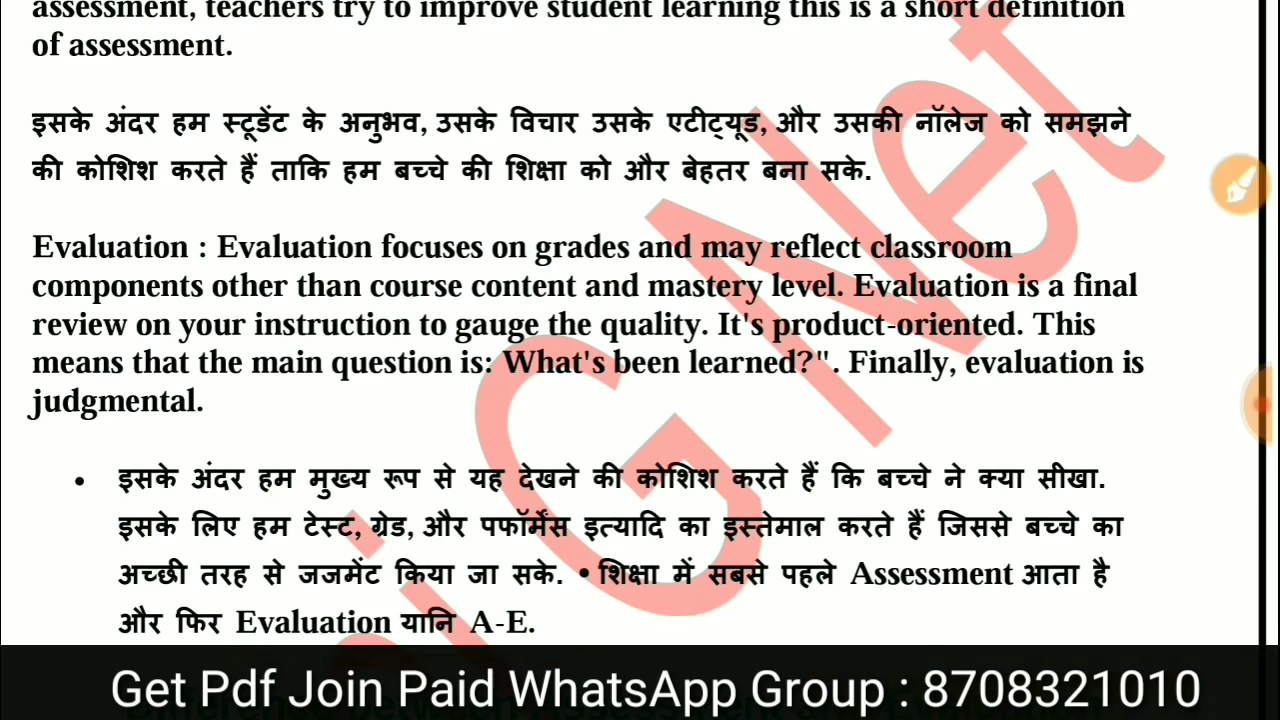 assessment, teachers try to improve student learning this is a short definition
of assessment.
इसके अंदर हम स्टूडेंट के अनुभव, उसके विचार उसके एटीट्यूड, और उसकी नॉलेज को समझने
की कोशिश करते हैं ताकि हम बच्चे की शिक्षा को और बेहतर बना सके.
Evaluation : Evaluation focuses on grades and may reflect classroom
components other than course content and mastery level. Evaluation is a final
review on your instruction to gauge the quality. It's product-oriented. This
means that the main question is: What's been learned?". Finally, evaluation is
judgmental.
• इसके अंदर हम मुख्य रूप से यह देखने की कोशिश करते हैं कि बच्चे ने क्या सीखा.
इसके लिए हम टेस्ट, ग्रेड, और पर्फॉर्मेंस इत्यादि का इस्तेमाल करते हैं जिससे बच्चे का
अच्छी तरह से जजमेंट किया जा सके. • शिक्षा में सबसे पहले Assessment आता है
और फिर Evaluation यानि A-E.
G Net
Get Pdf Join Paid WhatsApp Group : 8708321010